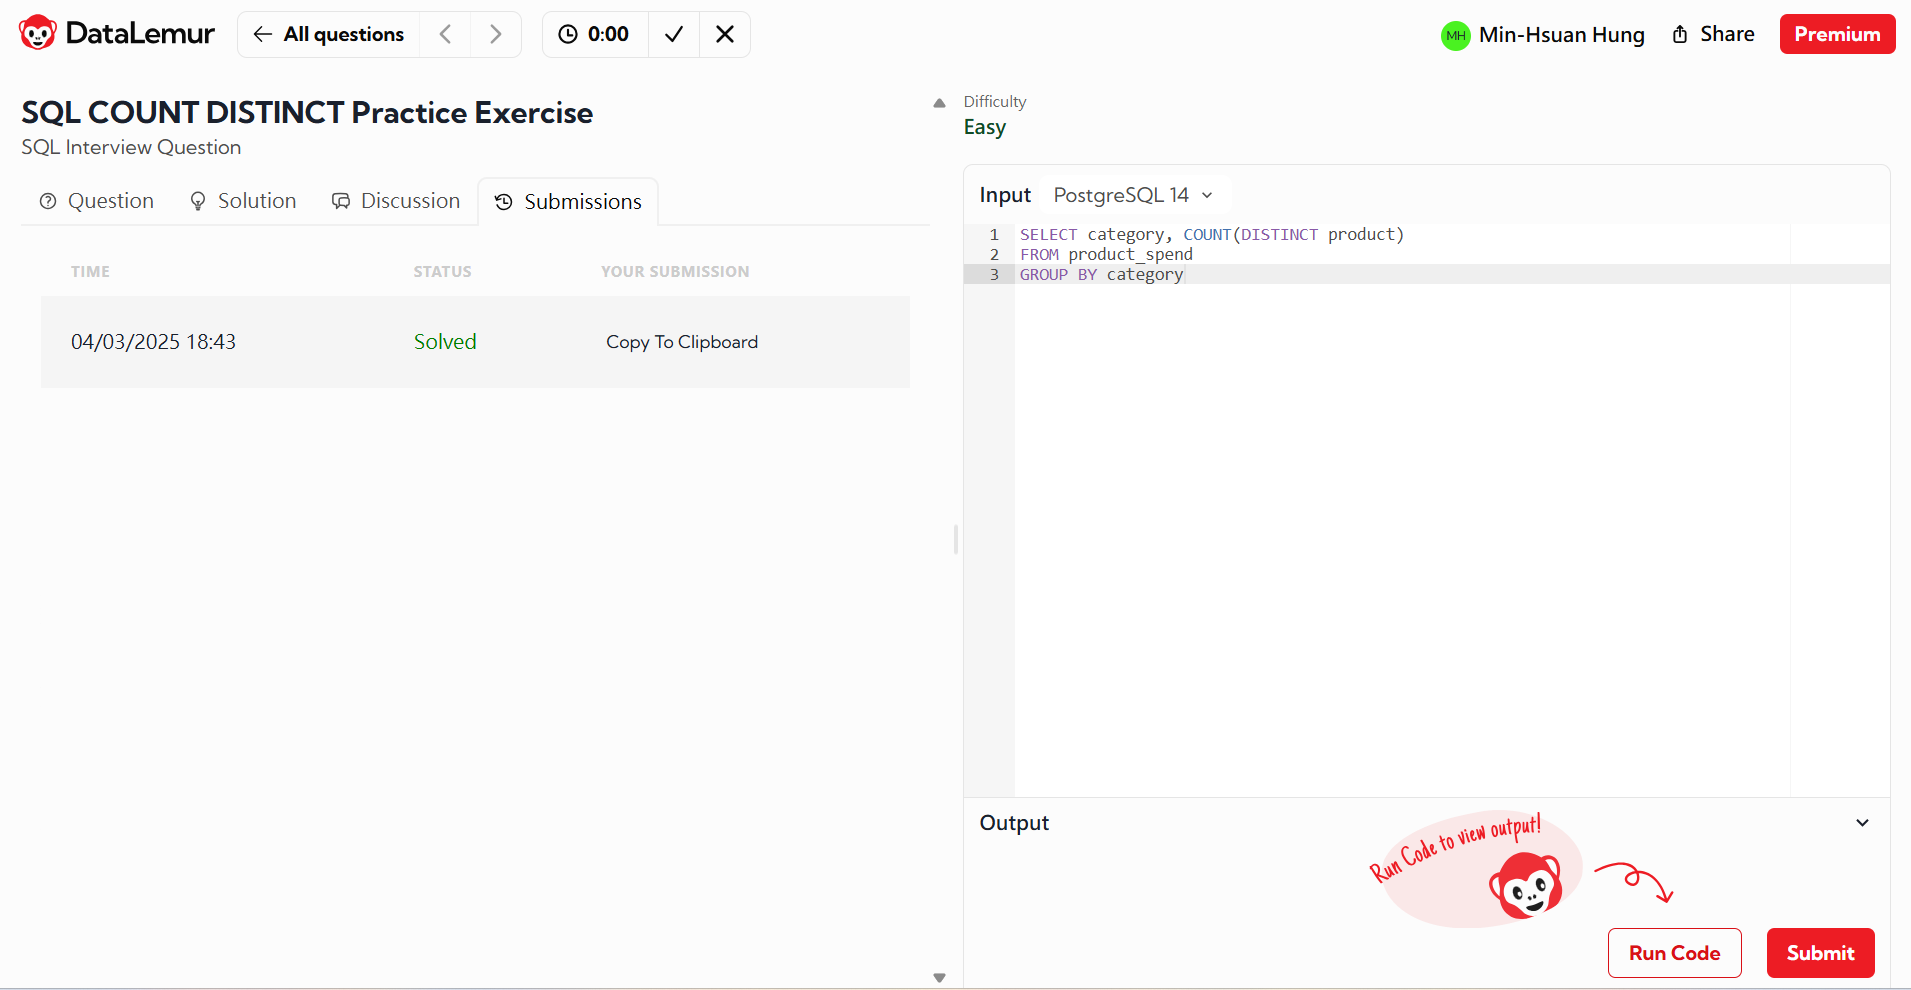 DataLemur
All questions
0:00
MH
Min-Hsuan Hung
Share
Premium
SQL COUNT DISTINCT Practice Exercise
SQL Interview Question
Question
Solution
Discussion
Submissions
TIME
STATUS
YOUR SUBMISSION
04/03/2025 18:43
Solved
Copy To Clipboard
Difficulty
Easy
Input
PostgreSQL 14
1 SELECT category, COUNT(DISTINCT product)
2 FROM product_spend
3 GROUP BY category
Output
Run Code to view output!
Run Code
Submit